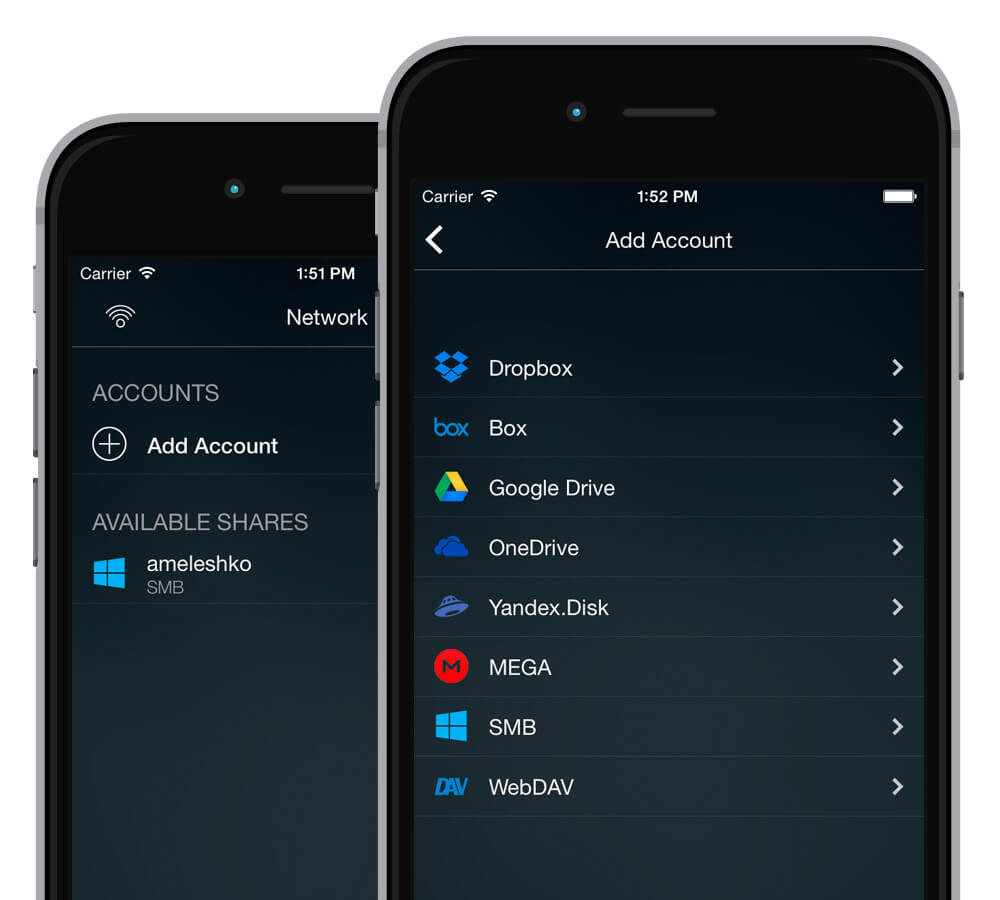 Carrier 1:51 PM
Network
ACCOUNTS
Add Account
AVAILABLE SHARES
ameleshko
SMB
Carrier 1:52 PM
Add Account
Dropbox
box Box
Google Drive
OneDrive
Yandex.Disk
M MEGA
SMB
DAV WebDAV